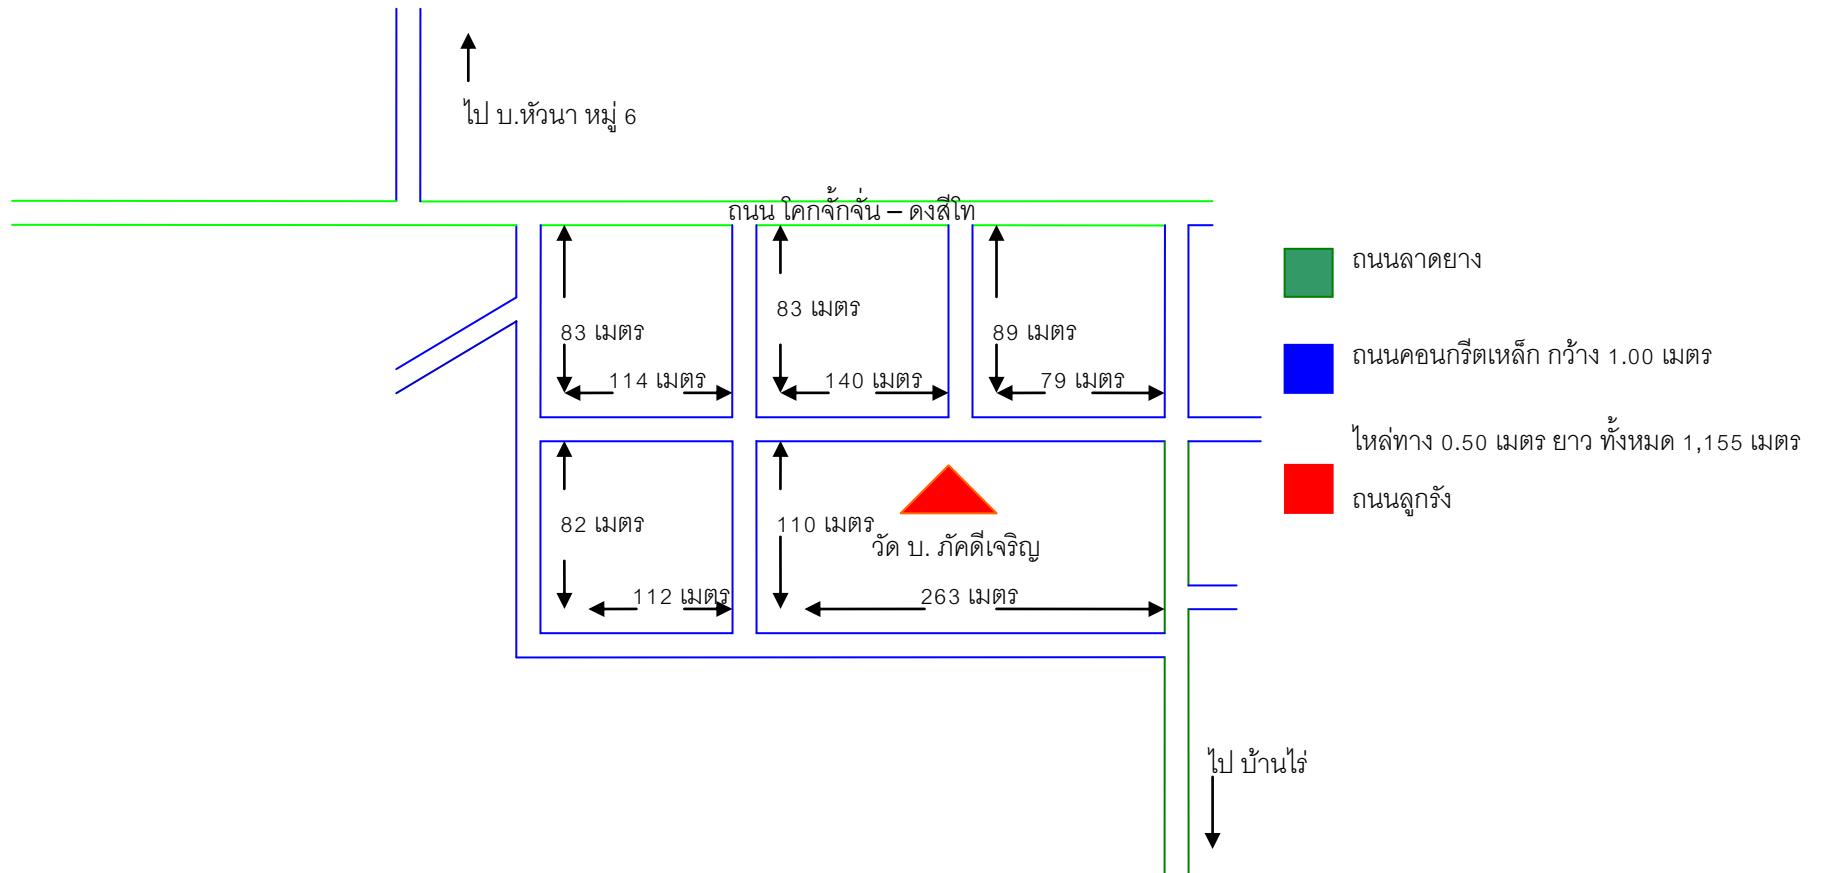 ไป บ.หัวนา หมู่ 6
ถนน โคกจั๊กจั่น – ดงสีโท
ถนนลาดยาง
83 เมตร
83 เมตร
89 เมตร
ถนนคอนกรีตเหล็ก กว้าง 1.00 เมตร
114 เมตร
140 เมตร
79 เมตร
ไหล่ทาง 0.50 เมตร ยาว ทั้งหมด 1,155 เมตร
ถนนลูกรัง
82 เมตร
110 เมตร
วัด บ. ภัคดีเจริญ
112 เมตร
263 เมตร
ไป บ้านไร่